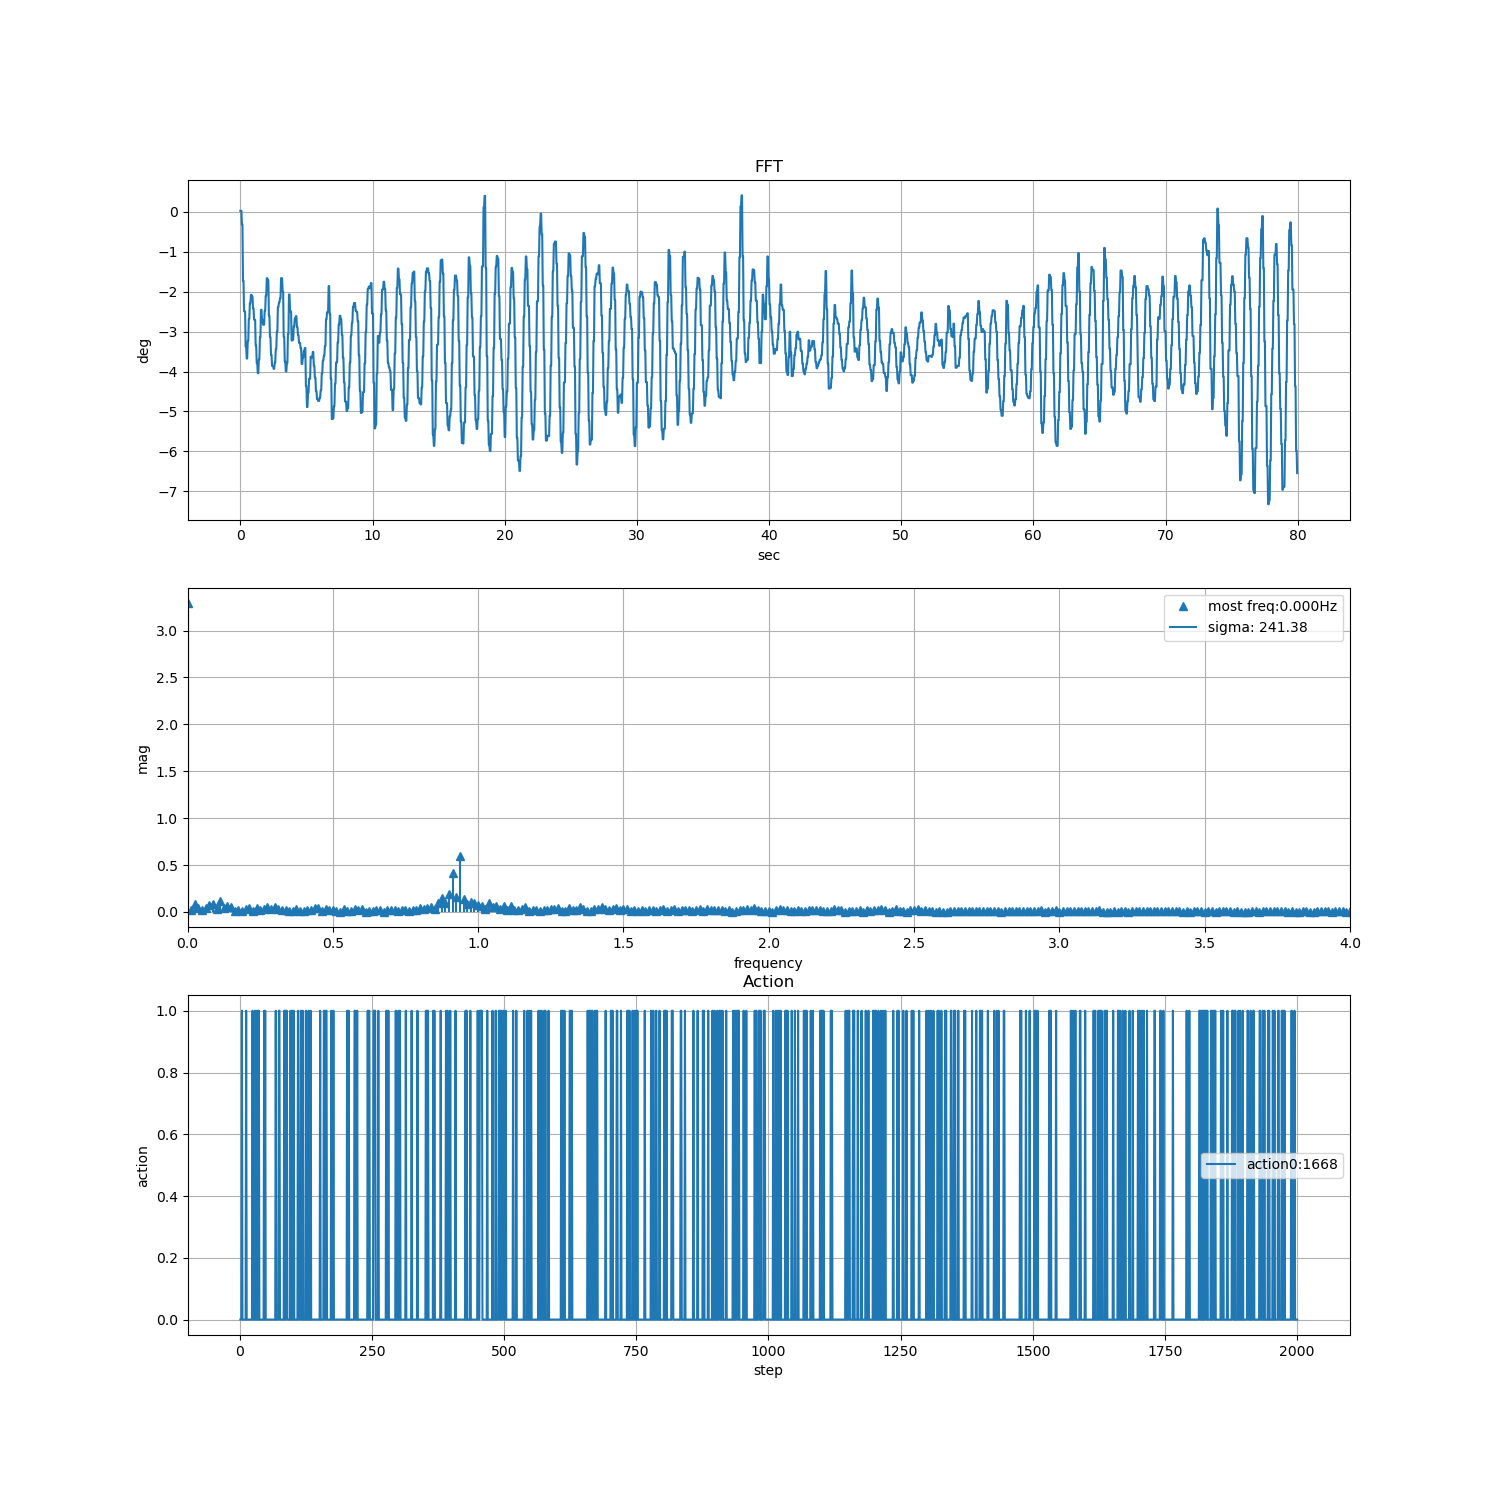 FFT
0
−1
−2
−3
−4
−5
−6
−7
deg
0 10 20 30 40 50 60 70 80
sec
most freq:0.000Hz
sigma: 241.38
3.0
2.5
2.0
1.5
1.0
0.5
0.0
mag
0.0 0.5 1.0 1.5 2.0 2.5 3.0 3.5 4.0
frequency
Action
1.0
0.8
0.6
0.4
0.2
0.0
action
action0:1668
0 250 500 750 1000 1250 1500 1750 2000
step